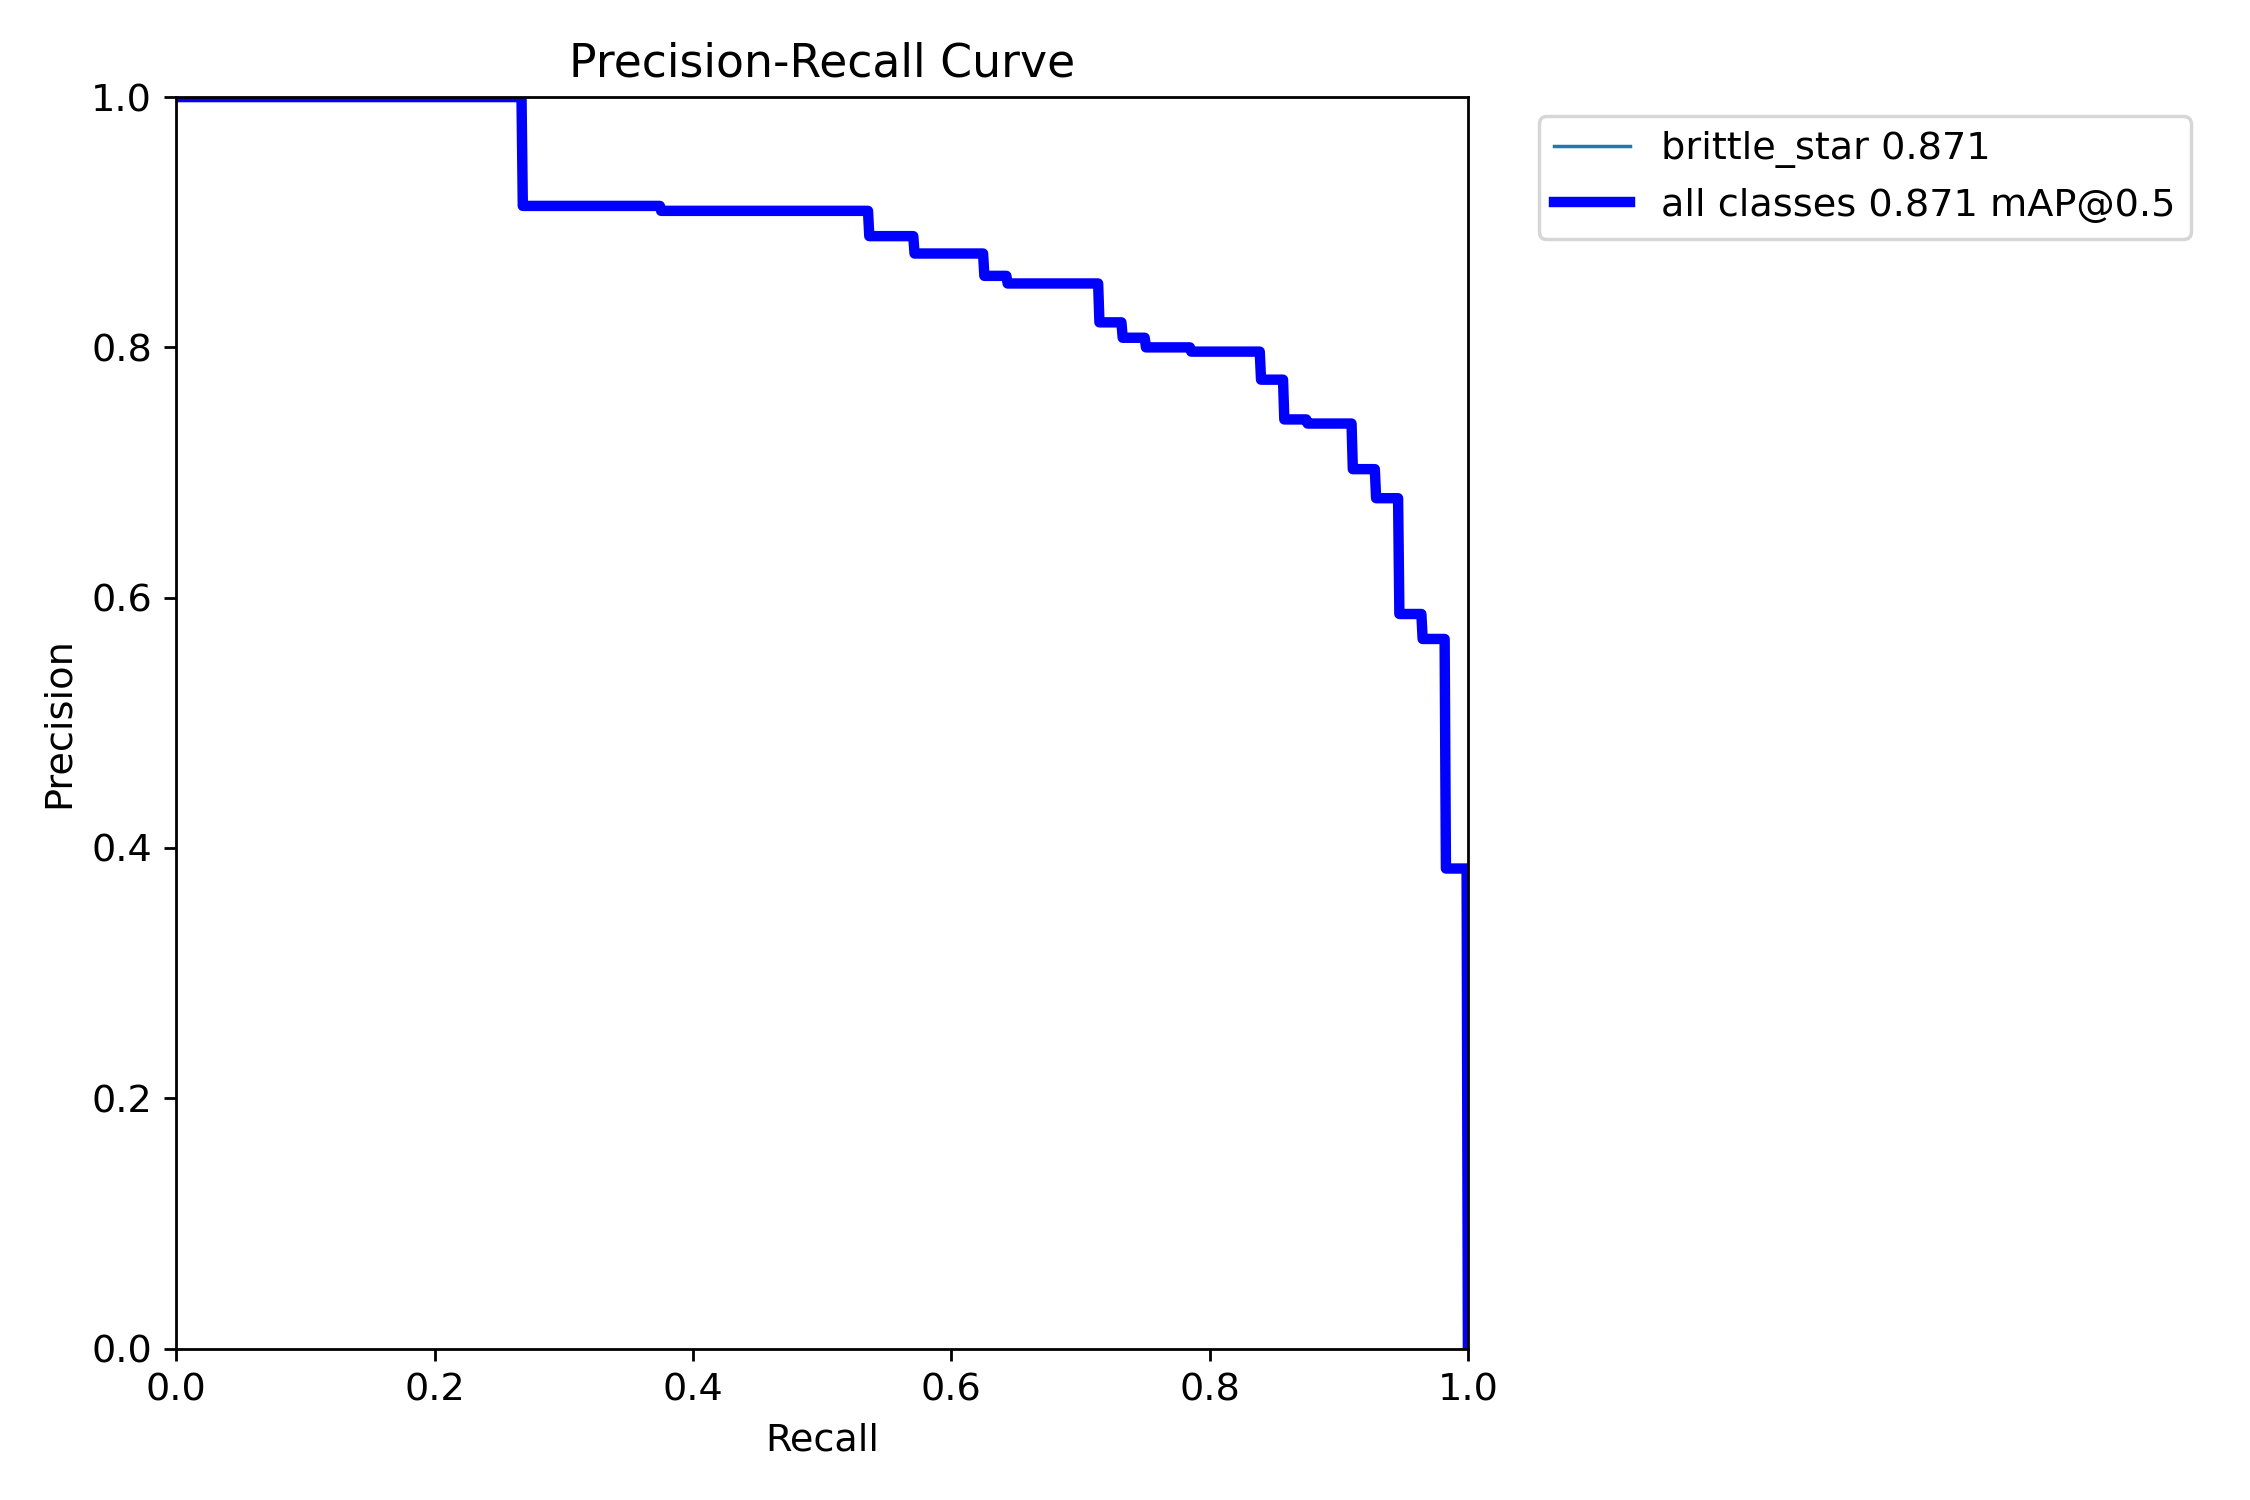 Precision-Recall Curve
1.0
0.8
0.6
0.4
0.2
0.0
Precision
0.0 0.2 0.4 0.6 0.8 1.0
Recall
brittle_star 0.871
all classes 0.871 mAP@0.5